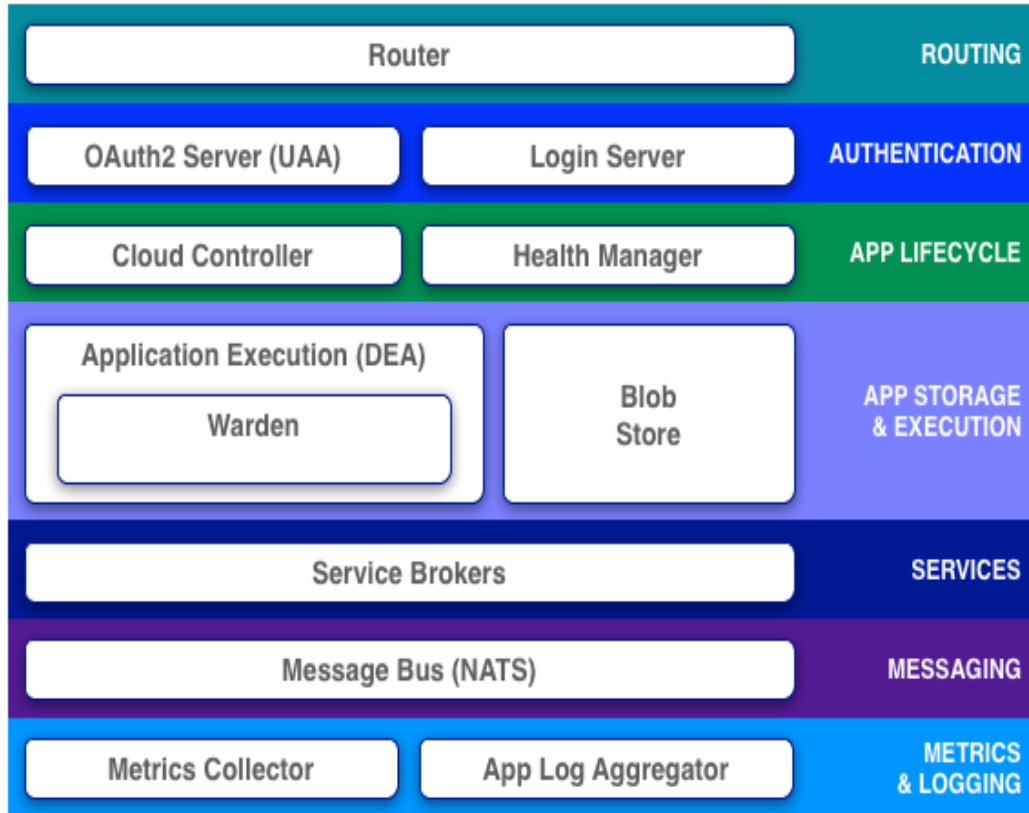 Router
ROUTING
OAuth2 Server (UAA)
Login Server
AUTHENTICATION
Cloud Controller
Health Manager
APP LIFECYCLE
Application Execution (DEA)
Warden
Blob
Store
APP STORAGE
& EXECUTION
Service Brokers
SERVICES
Message Bus (NATS)
MESSAGING
Metrics Collector
App Log Aggregator
METRICS
& LOGGING